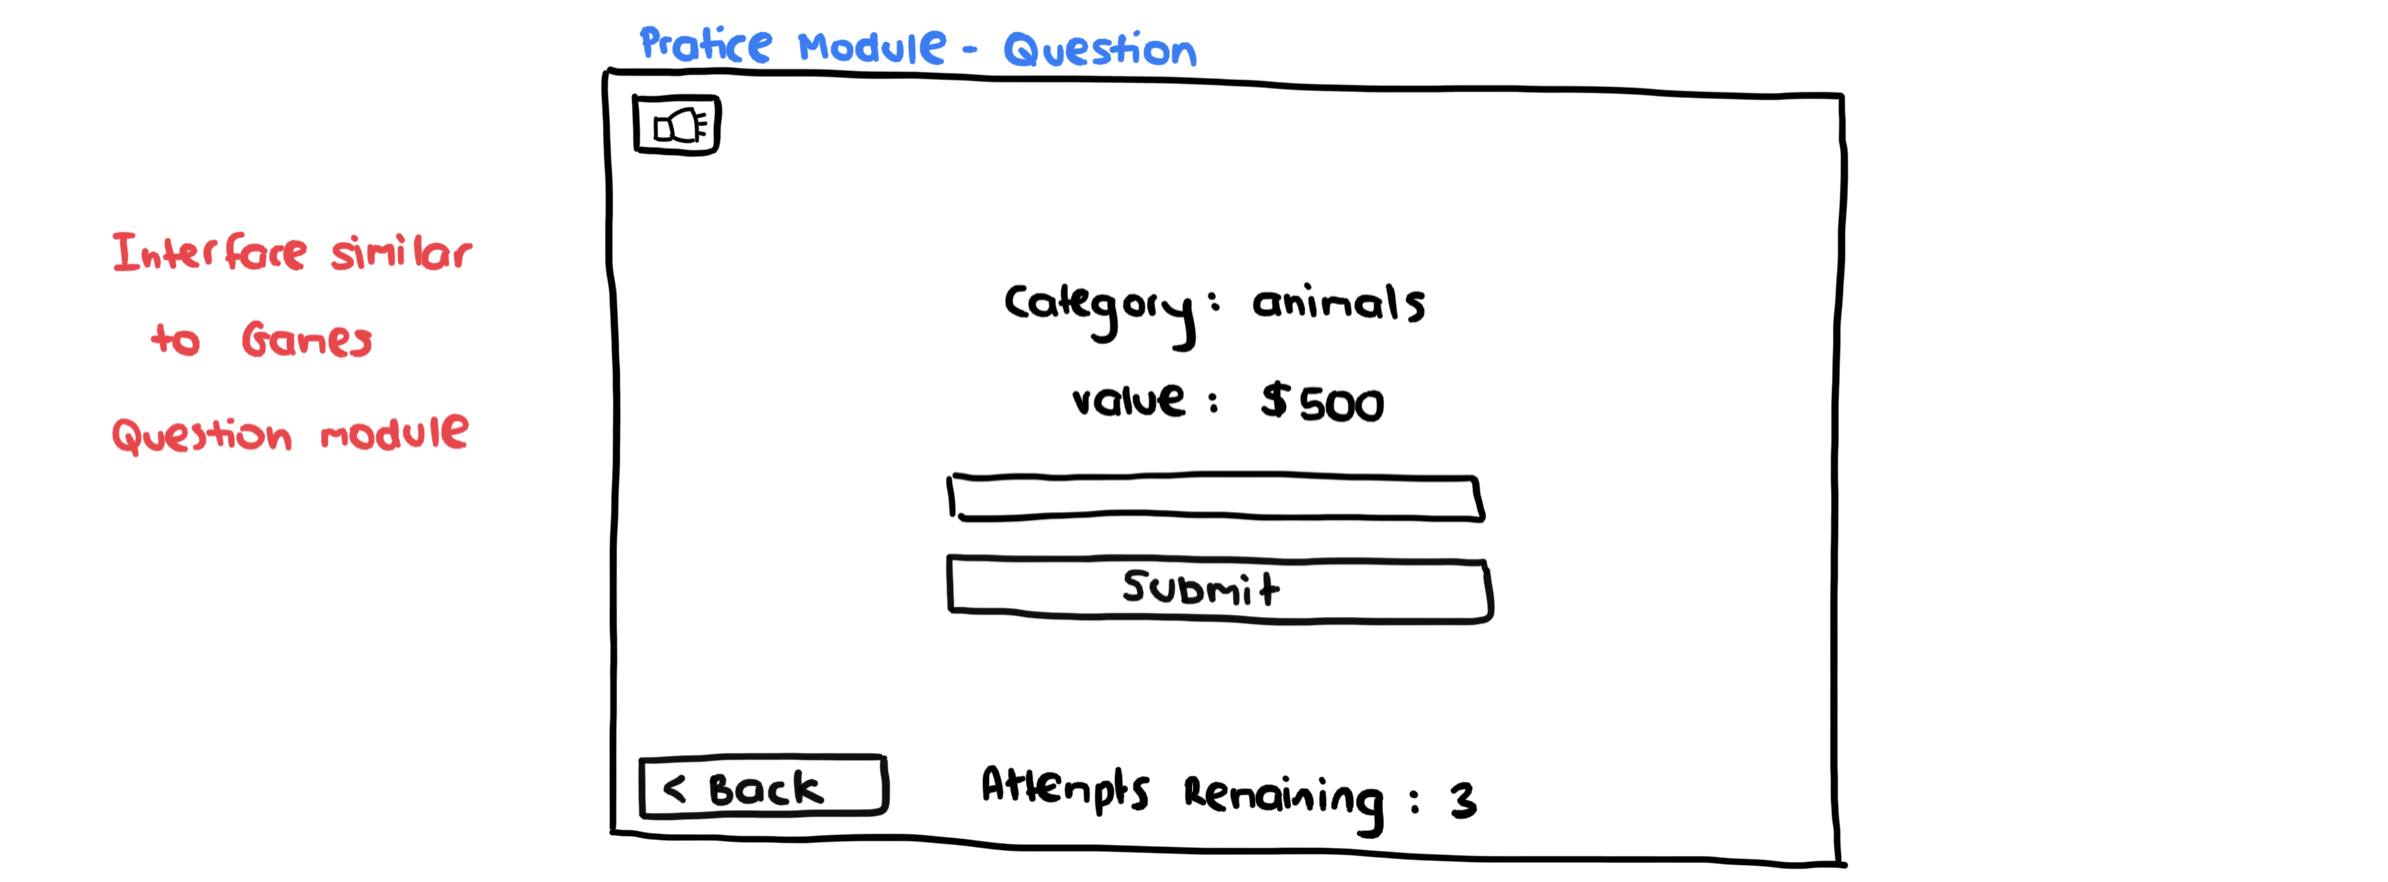 Pratice Module - Question
Interface similar
to Games
Question module
Category: animals
value: $500
Submit
< Back
Attempts Remaining: 3